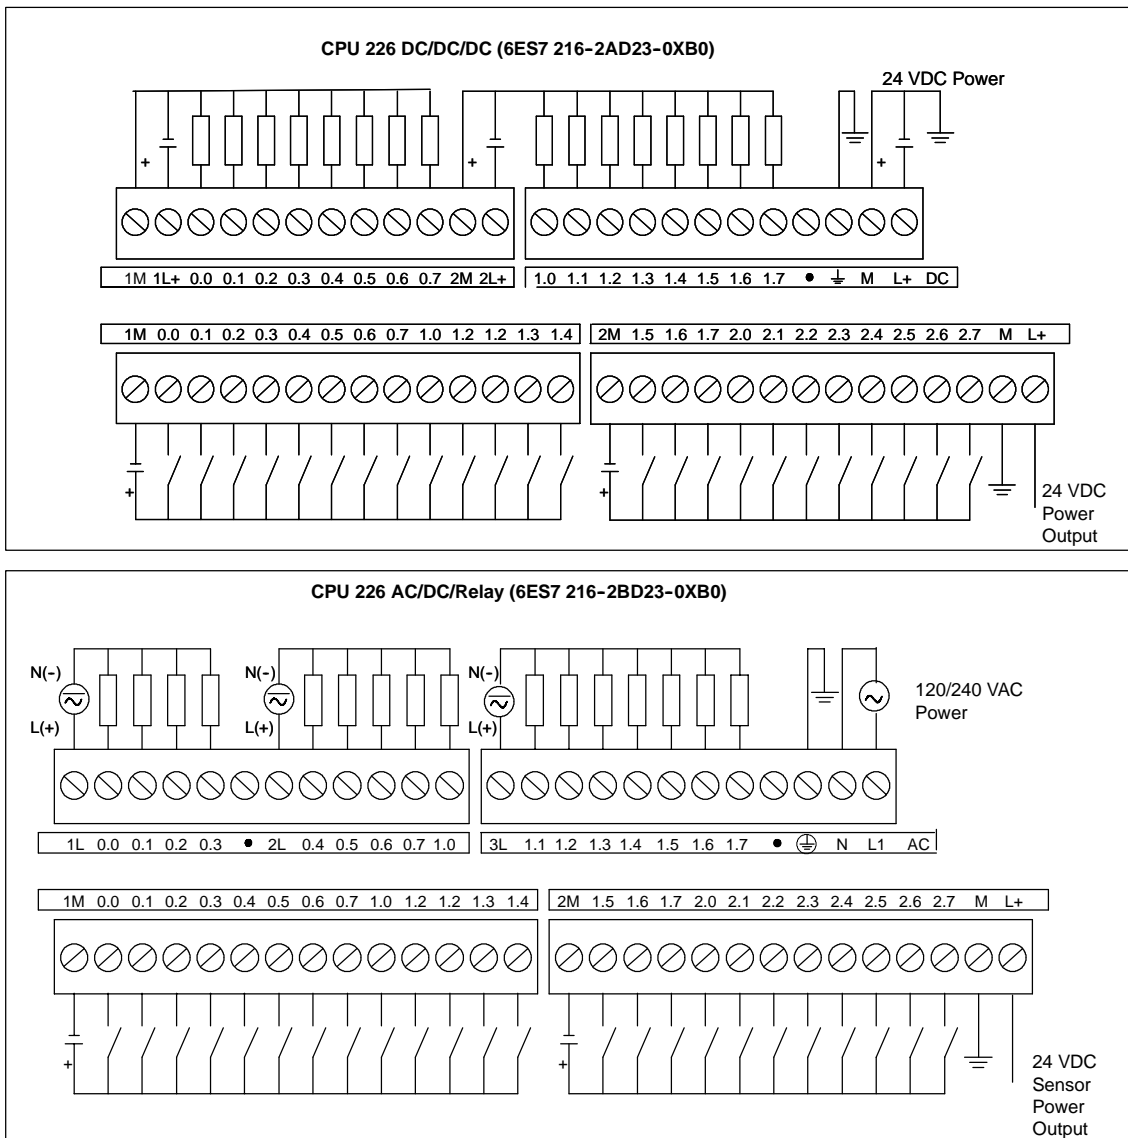 CPU 226 DC/DC/DC (6ES7 216-2AD23-0XB0)
24 VDC Power
+ + +
1M 1L+ 0.0 0.1 0.2 0.3 0.4 0.5 0.6 0.7 2M 2L+ 1.0 1.1 1.2 1.3 1.4 1.5 1.6 1.7 • M L+ DC
1M 0.0 0.1 0.2 0.3 0.4 0.5 0.6 0.7 1.0 1.2 1.2 1.3 1.4 2M 1.5 1.6 1.7 2.0 2.1 2.2 2.3 2.4 2.5 2.6 2.7 M L+
+ +
24 VDC
Power
Output
CPU 226 AC/DC/Relay (6ES7 216-2BD23-0XB0)
N(-) N(-) N(-)
120/240 VAC
Power
L(+) L(+) L(+)
1L 0.0 0.1 0.2 0.3 • 2L 0.4 0.5 0.6 0.7 1.0 3L 1.1 1.2 1.3 1.4 1.5 1.6 1.7 • N L1 AC
1M 0.0 0.1 0.2 0.3 0.4 0.5 0.6 0.7 1.0 1.2 1.2 1.3 1.4 2M 1.5 1.6 1.7 2.0 2.1 2.2 2.3 2.4 2.5 2.6 2.7 M L+
+ +
24 VDC
Sensor
Power
Output